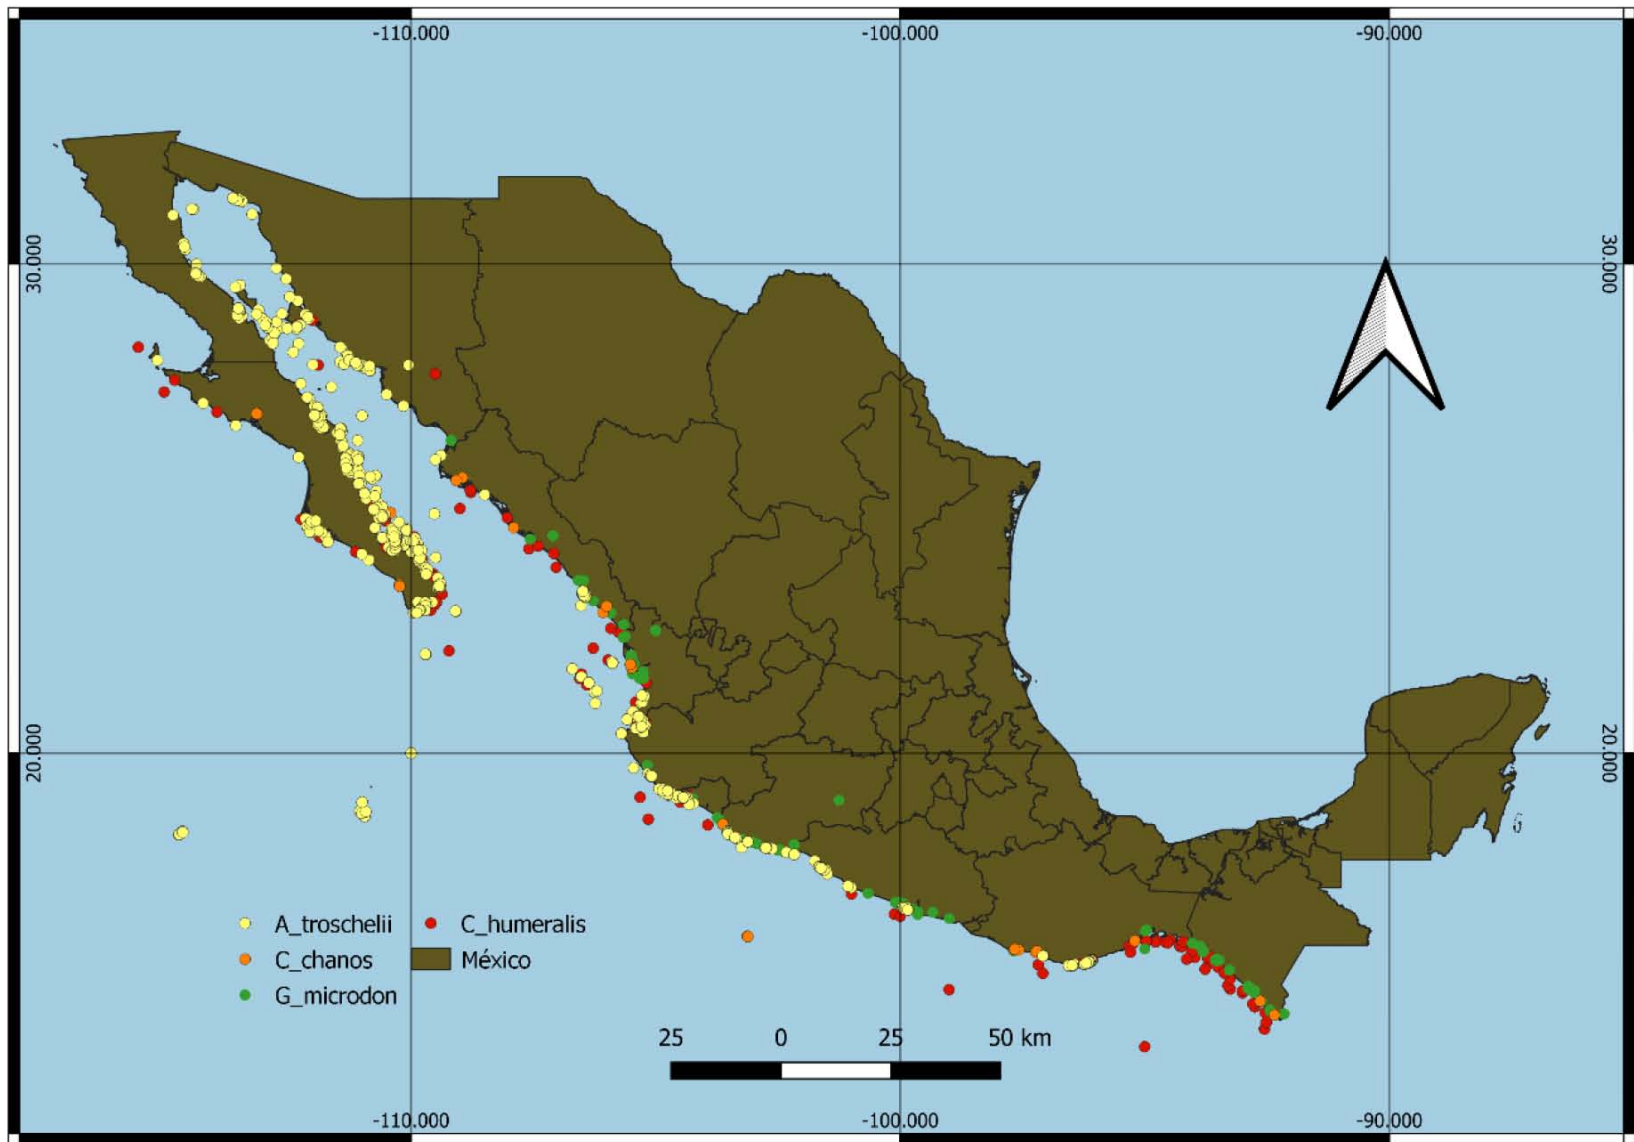 -110.000 -100.000 -90.000
30.000 30.000
20.000 20.000
A_troschelii C_humeralis
C_chanos México
G_microdon
25 0 25 50 km
-110.000 -100.000 -90.000